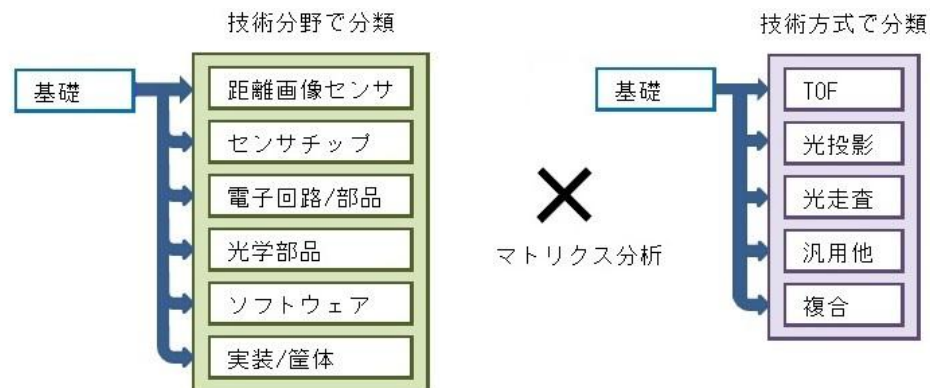 技術分野で分類
基礎
距離画像センサ
センサチップ
電子回路/部品
光学部品
ソフトウェア
実装/筐体
×
マトリクス分析
技術方式で分類
基礎
TOF
光投影
光走査
汎用他
複合